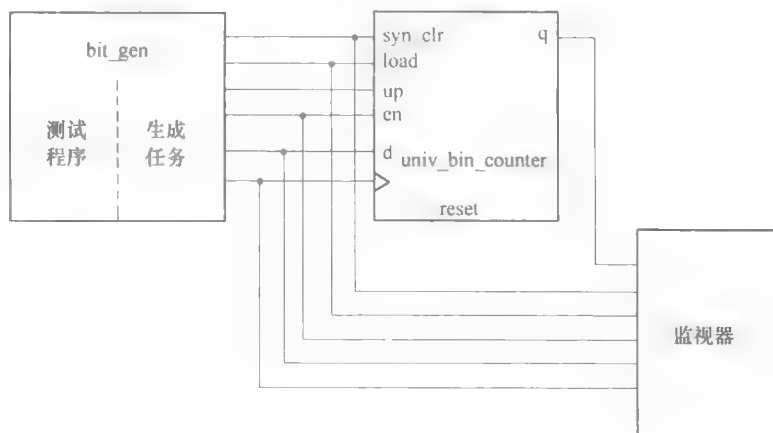 bit_gen
测试
程序
生成
任务
syn_clr
load
up
en
d
q
univ_bin_counter
reset
监视器